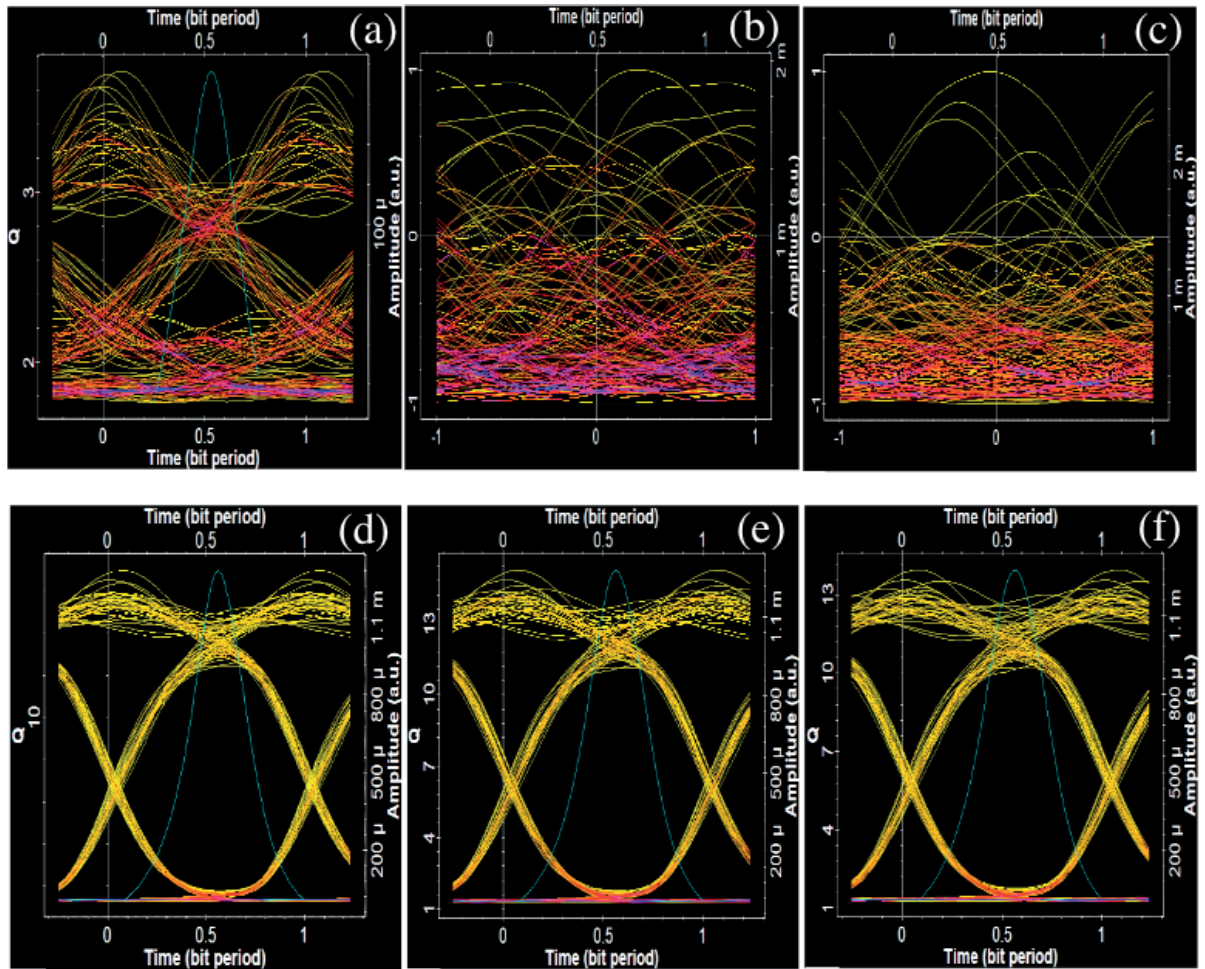 Time (bit period)
(a)
0 0.5 1
3
Q
2
100 µ
Amplitude (a.u.)
0 0.5 1
Time (bit period)
Time (bit period)
(b)
0 0.5 1
1
0
-1
2 m
1 m
Amplitude (a.u.)
-1 0 1
Time (bit period)
(c)
0 0.5 1
1
0
-1
2 m
1 m
Amplitude (a.u.)
-1 0 1
Time (bit period)
(d)
0 0.5 1
10
Q
1.1 m
800 µ
500 µ
200 µ
Amplitude (a.u.)
0 0.5 1
Time (bit period)
Time (bit period)
(e)
0 0.5 1
13
10
7
4
1
Q
1.1 m
800 µ
500 µ
200 µ
Amplitude (a.u.)
0 0.5 1
Time (bit period)
Time (bit period)
(f)
0 0.5 1
13
10
7
4
1
Q
1.1 m
800 µ
500 µ
200 µ
Amplitude (a.u.)
0 0.5 1
Time (bit period)